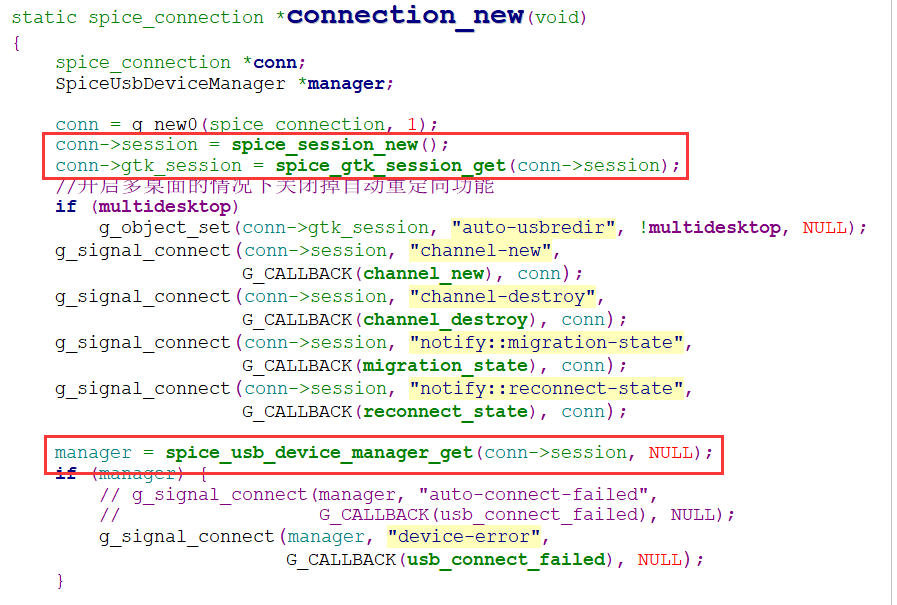 static spice_connection *connection_new(void)
{
    spice_connection *conn;
    SpiceUsbDeviceManager *manager;

    conn = g_new0(spice_connection, 1);
    conn->session = spice_session_new();
    conn->gtk_session = spice_gtk_session_get(conn->session);
    //开启多桌面的情况下关闭掉自动重定向功能
    if (multidesktop)
        g_object_set(conn->gtk_session, "auto-usbredir", !multidesktop, NULL);
    g_signal_connect(conn->session, "channel-new",
                     G_CALLBACK(channel_new), conn);
    g_signal_connect(conn->session, "channel-destroy",
                     G_CALLBACK(channel_destroy), conn);
    g_signal_connect(conn->session, "notify::migration-state",
                     G_CALLBACK(migration_state), conn);
    g_signal_connect(conn->session, "notify::reconnect-state",
                     G_CALLBACK(reconnect_state), conn);

    manager = spice_usb_device_manager_get(conn->session, NULL);
    if (manager) {
        // g_signal_connect(manager, "auto-connect-failed",
        //                  G_CALLBACK(usb_connect_failed), NULL);
        g_signal_connect(manager, "device-error",
                         G_CALLBACK(usb_connect_failed), NULL);
    }